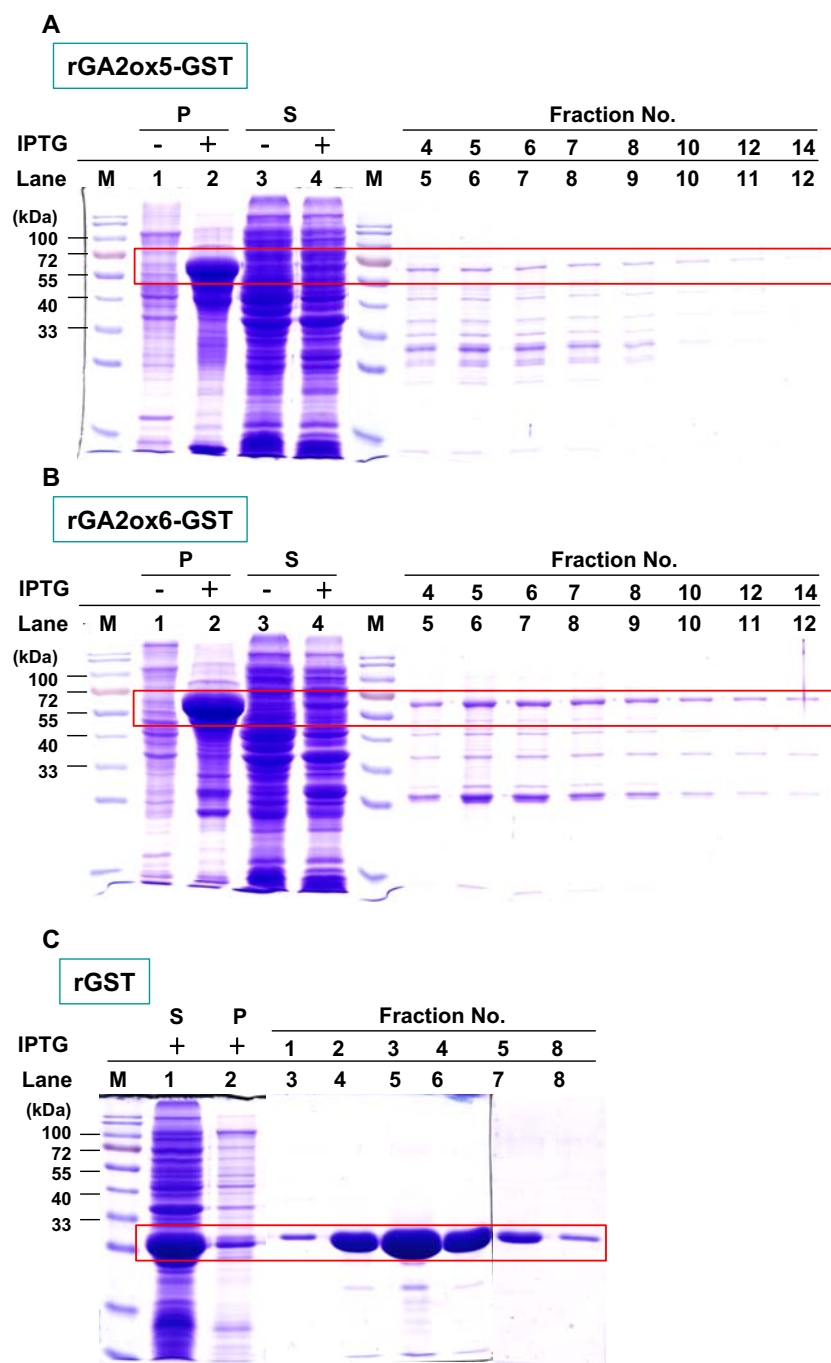 A
rGA2ox5-GST
P S Fraction No.
IPTG - + - + 4 5 6 7 8 10 12 14
Lane M 1 2 3 4 M 5 6 7 8 9 10 11 12
(kDa)
100
72
55
40
33
B
rGA2ox6-GST
P S Fraction No.
IPTG - + - + 4 5 6 7 8 10 12 14
Lane M 1 2 3 4 M 5 6 7 8 9 10 11 12
(kDa)
100
72
55
40
33
C
rGST
S P Fraction No.
IPTG + + 1 2 3 4 5 8
Lane M 1 2 3 4 5 6 7 8
(kDa)
100
72
55
40
33